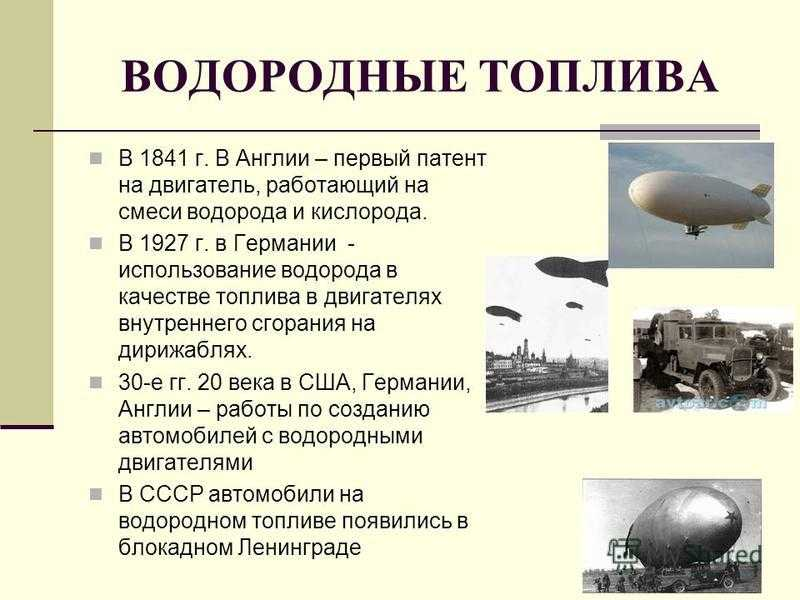 ВОДОРОДНЫЕ ТОПЛИВА
В 1841 г. В Англии – первый патент
на двигатель, работающий на
смеси водорода и кислорода.
В 1927 г. в Германии -
использование водорода в
качестве топлива в двигателях
внутреннего сгорания на
дирижаблях.
30-е гг. 20 века в США, Германии,
Англии – работы по созданию
автомобилей с водородными
двигателями
В СССР автомобили на
водородном топливе появились в
блокадном Ленинграде
MyShared